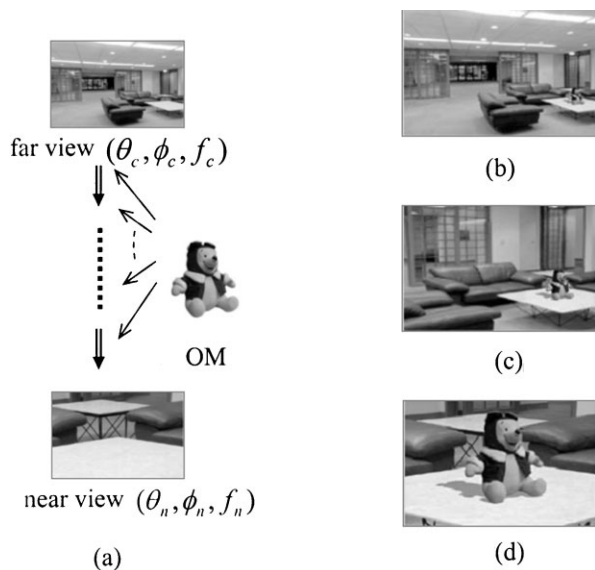 far view (θ_c, ϕ_c, f_c)
OM
near view (θ_n, ϕ_n, f_n)
(a)
(b)
(c)
(d)